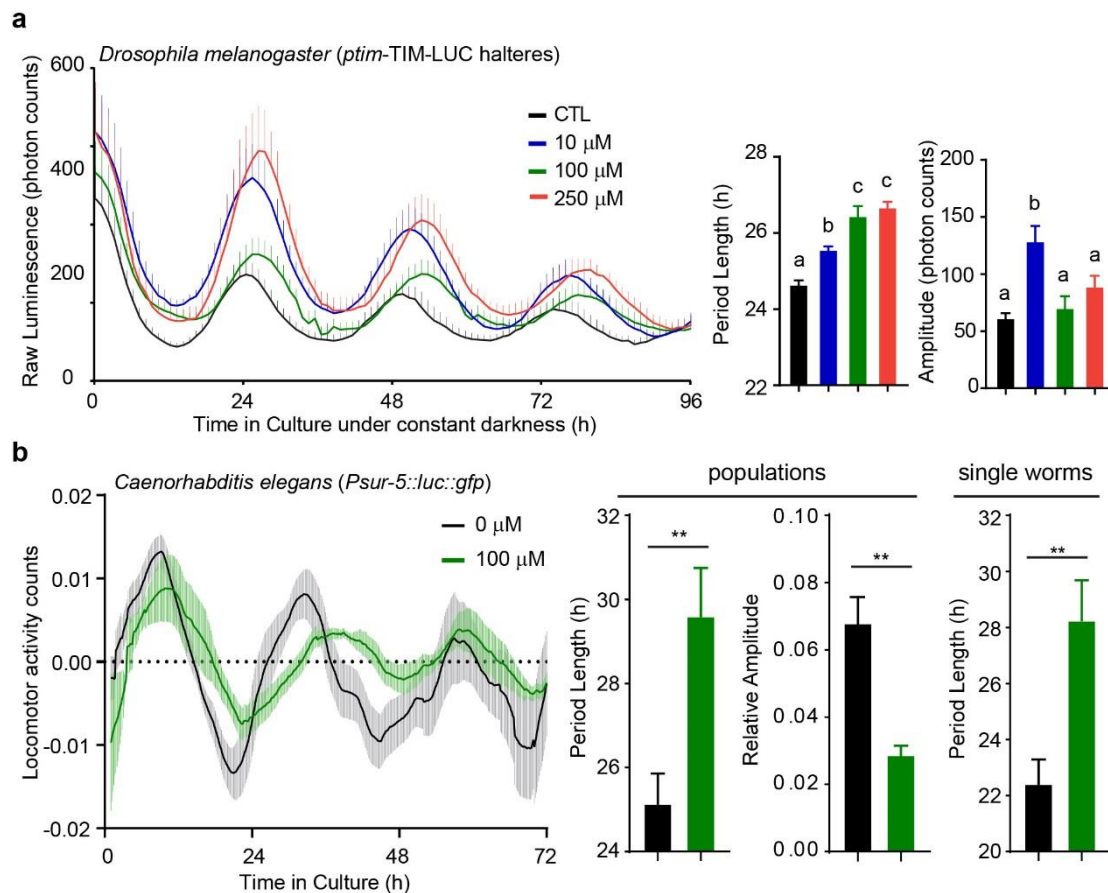 a
Drosophila melanogaster (ptim-TIM-LUC halteres)
600
400
200
0
Raw Luminescence (photon counts)
CTL
10 μM
100 μM
250 μM
0 24 48 72 96
Time in Culture under constant darkness (h)
28
26
24
22
Period Length (h)
a b c c
200
150
100
50
0
Amplitude (photon counts)
a b a a
b
Caenorhabditis elegans (Psur-5::luc::gfp)
0.02
0.01
0.00
-0.01
-0.02
Locomotor activity counts
0 μM
100 μM
0 24 48 72
Time in Culture (h)
populations
32
30
28
26
24
Period Length (h)
**
0.10
0.08
0.06
0.04
0.02
0.00
Relative Amplitude
**
single worms
32
30
28
26
24
22
20
Period Length (h)
**